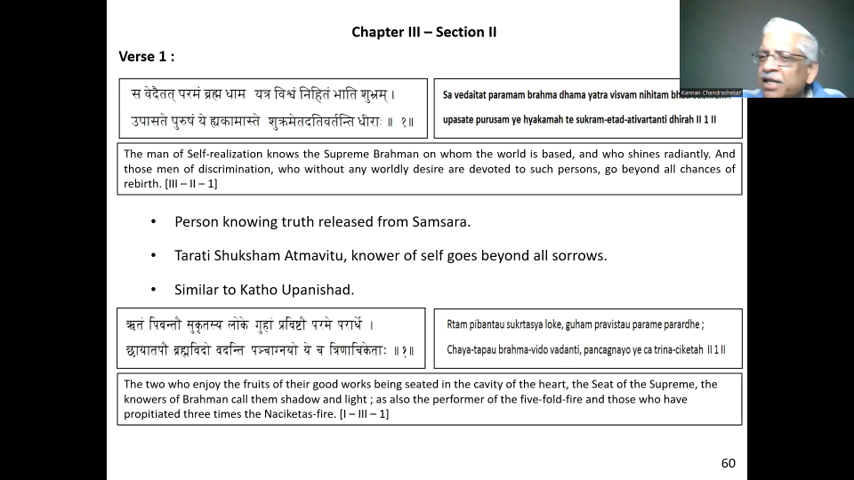 Chapter III – Section II
Kannan Chandrashekar
Verse 1 :
स वेदैतत् परमं ब्रह्म धाम यत्र विश्वं निहितं भाति शुभ्रम् ।
उपासते पुरुषं ये ह्यकामास्ते शुक्रमेतदतिवर्तन्ति धीराः ॥ १॥
Sa vedaitat paramam brahma dhama yatra visvam nihitam
upasate purusam ye hyakamah te sukram-etad-ativartanti dhirah II 1 II
The man of Self-realization knows the Supreme Brahman on whom the world is based, and who shines radiantly. And
those men of discrimination, who without any worldly desire are devoted to such persons, go beyond all chances of
rebirth. [III – II – 1]
• Person knowing truth released from Samsara.
• Tarati Shuksham Atmavitu, knower of self goes beyond all sorrows.
• Similar to Katho Upanishad.
ऋतं पिबन्तौ सुकृतस्य लोके गुहां प्रविष्टौ परमे परार्धे ।
छायातपौ ब्रह्मविदो वदन्ति पञ्चाग्नयो ये च त्रिणाचिकेताः ॥१॥
Rtam pibantau sukrtasya loke, guham pravistau parame parardhe ;
Chaya-tapau brahma-vido vadanti, pancagnayo ye ca trina-ciketah II 1 II
The two who enjoy the fruits of their good works being seated in the cavity of the heart, the Seat of the Supreme, the
knowers of Brahman call them shadow and light ; as also the performer of the five-fold-fire and those who have
propitiated three times the Naciketas-fire. [I – III – 1]
60